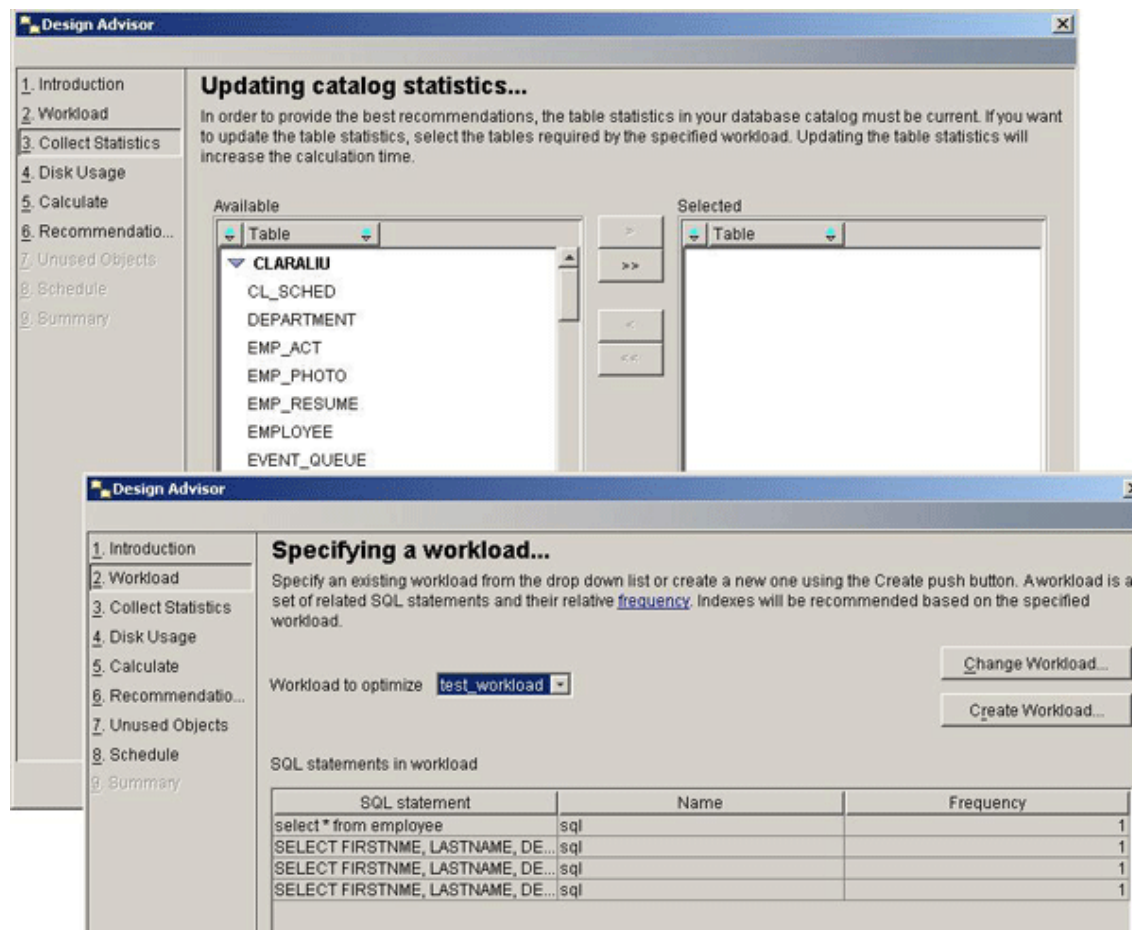 Design Advisor
1. Introduction
2. Workload
3. Collect Statistics
4. Disk Usage
5. Calculate
6. Recommendatio...
7. Unused Objects
8. Schedule
9. Summary
Updating catalog statistics...
In order to provide the best recommendations, the table statistics in your database catalog must be current. If you want
to update the table statistics, select the tables required by the specified workload. Updating the table statistics will
increase the calculation time.
Available
Table
CLARALIU
CL_SCHED
DEPARTMENT
EMP_ACT
EMP_PHOTO
EMP_RESUME
EMPLOYEE
EVENT_QUEUE
>
>>
<
<<
Selected
Table
Design Advisor
1. Introduction
2. Workload
3. Collect Statistics
4. Disk Usage
5. Calculate
6. Recommendatio...
7. Unused Objects
8. Schedule
9. Summary
Specifying a workload...
Specify an existing workload from the drop down list or create a new one using the Create push button. A workload is a
set of related SQL statements and their relative frequency. Indexes will be recommended based on the specified
workload.
Workload to optimize test_workload
Change Workload...
Create Workload...
SQL statements in workload
SQL statement Name Frequency
select * from employee sql 1
SELECT FIRSTNME, LASTNAME, DE... sql 1
SELECT FIRSTNME, LASTNAME, DE... sql 1
SELECT FIRSTNME, LASTNAME, DE... sql 1